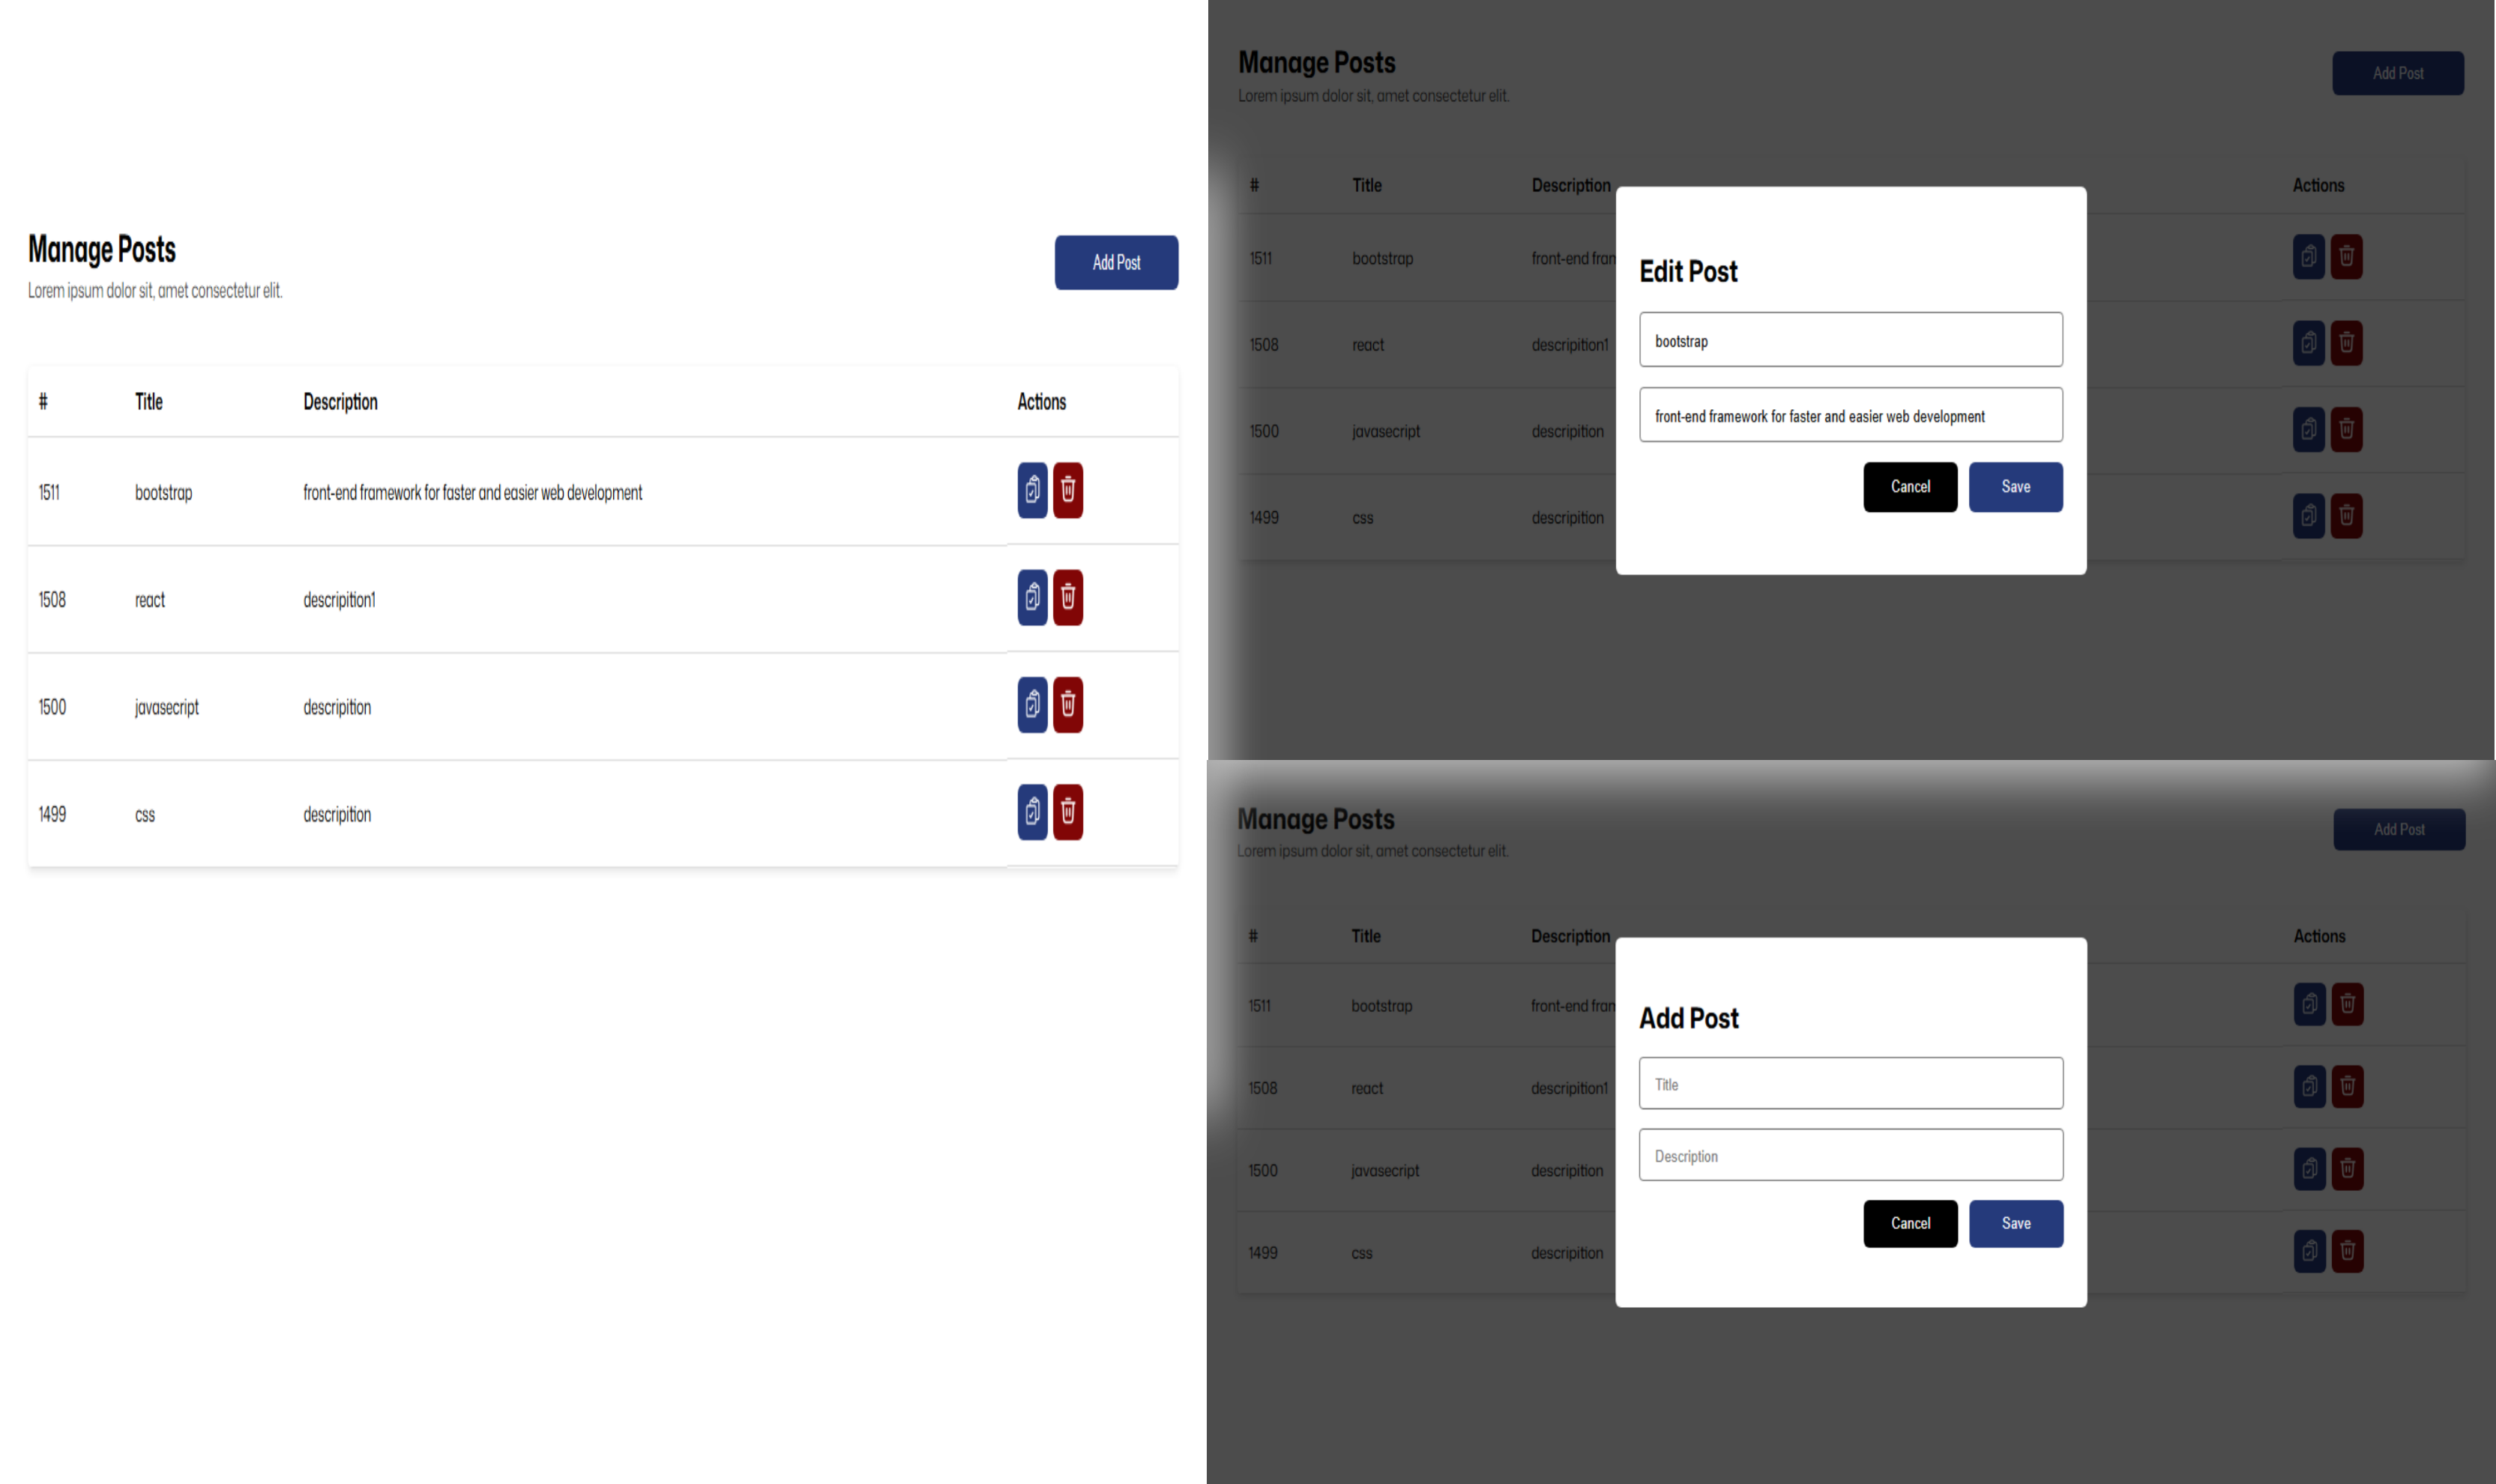 Manage Posts
Lorem ipsum dolor sit, amet consectetur elit.
Add Post
# Title Description Actions
1511 bootstrap front-end framework for faster and easier web development
1508 react descripition1
1500 javasecript descripition
1499 css descripition
Manage Posts
Lorem ipsum dolor sit, amet consectetur elit.
Add Post
# Title Description Actions
1511 bootstrap front-end fram
1508 react descripition1
1500 javasecript descripition
1499 css descripition
Edit Post
bootstrap
front-end framework for faster and easier web development
Cancel Save
Manage Posts
Lorem ipsum dolor sit, amet consectetur elit.
Add Post
# Title Description Actions
1511 bootstrap front-end fram
1508 react descripition1
1500 javasecript descripition
1499 css descripition
Add Post
Title
Description
Cancel Save